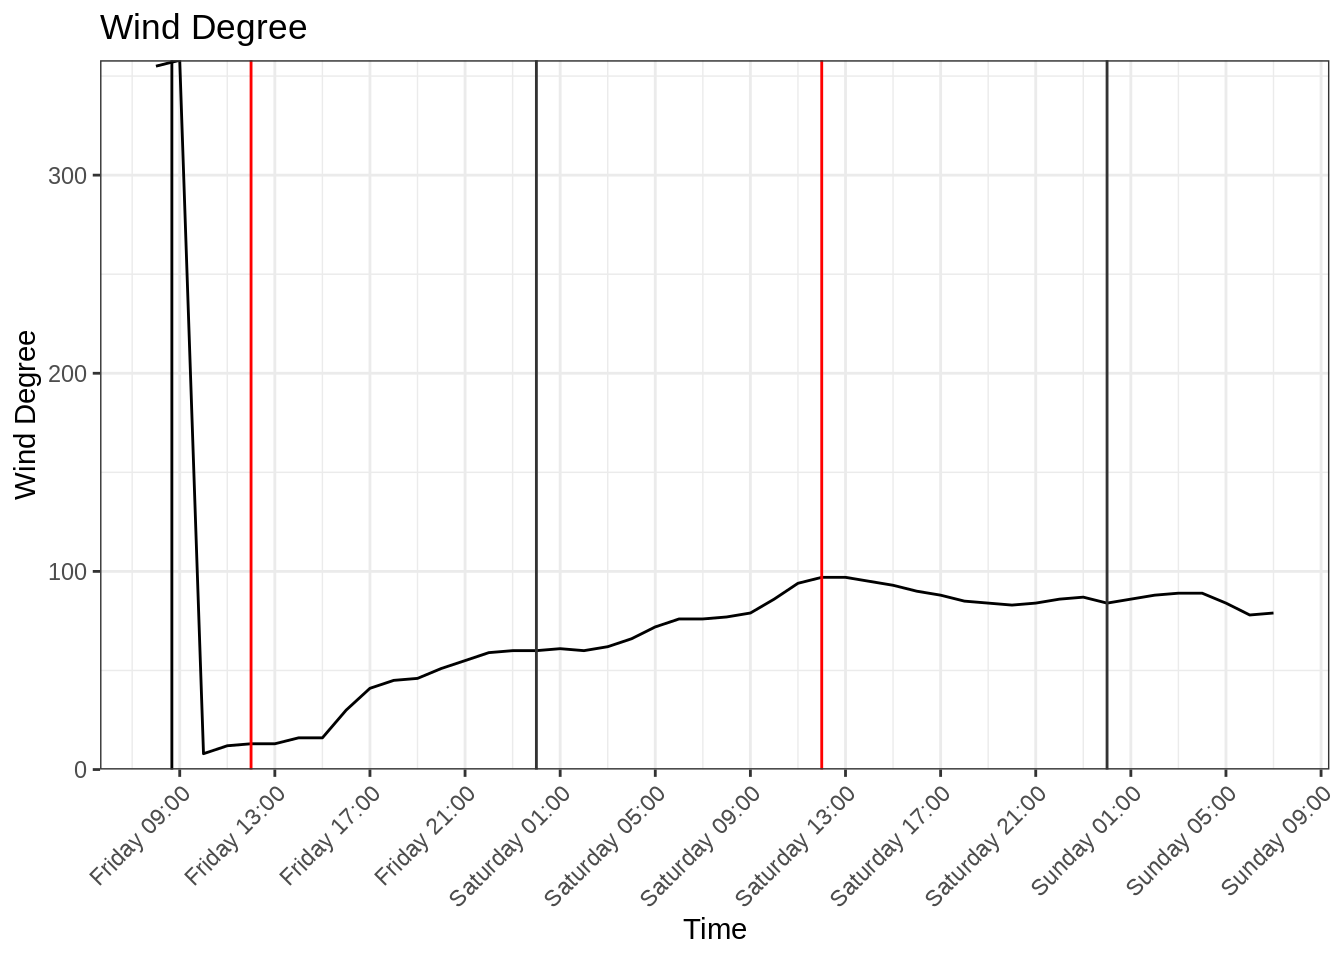 Wind Degree
Wind Degree
300
200
100
0
Friday 09:00
Friday 13:00
Friday 17:00
Friday 21:00
Saturday 01:00
Saturday 05:00
Saturday 09:00
Saturday 13:00
Saturday 17:00
Saturday 21:00
Sunday 01:00
Sunday 05:00
Sunday 09:00
Time